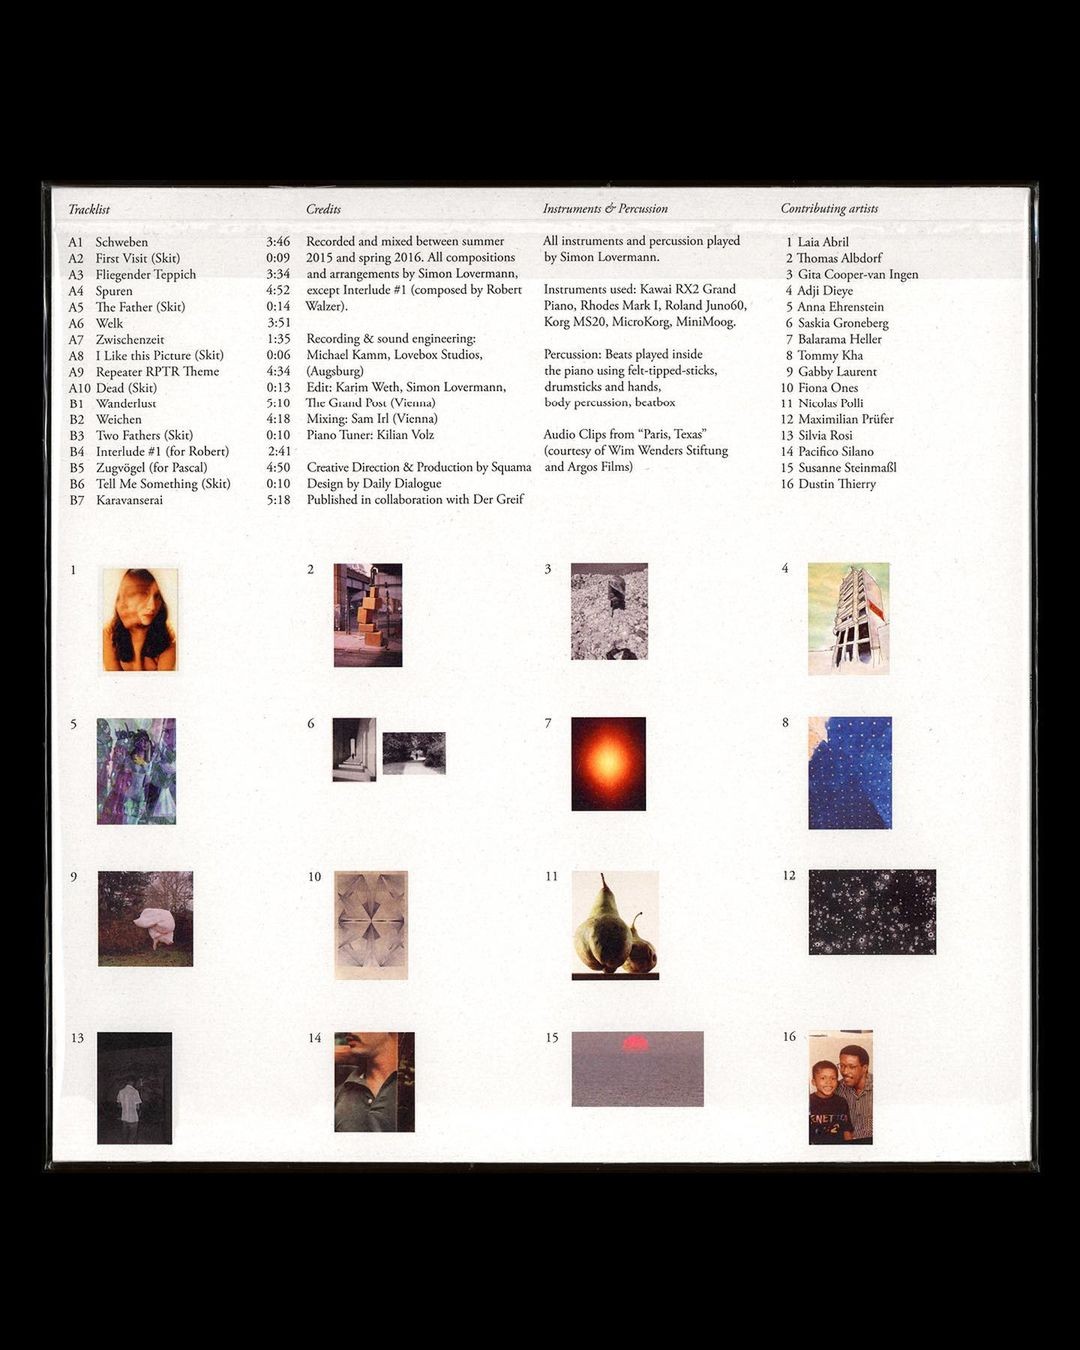 Tracklist
A1 Schweben 3:46
A2 First Visit (Skit) 0:09
A3 Fliegender Teppich 3:34
A4 Spuren 4:52
A5 The Father (Skit) 0:14
A6 Welk 3:51
A7 Zwischenzeit 1:35
A8 I Like this Picture (Skit) 0:06
A9 Repeater RPTR Theme 4:34
A10 Dead (Skit) 0:13
B1 Wanderlust 5:10
B2 Weichen 4:18
B3 Two Fathers (Skit) 0:10
B4 Interlude #1 (for Robert) 2:41
B5 Zugvögel (for Pascal) 4:50
B6 Tell Me Something (Skit) 0:10
B7 Karavanserai 5:18
Credits
Recorded and mixed between summer
2015 and spring 2016. All compositions
and arrangements by Simon Lovermann,
except Interlude #1 (composed by Robert
Walzer).
Recording & sound engineering:
Michael Kamm, Lovebox Studios,
(Augsburg)
Edit: Karim Weth, Simon Lovermann,
The Grand Post (Vienna)
Mixing: Sam Irl (Vienna)
Piano Tuner: Kilian Volz
Creative Direction & Production by Squama
Design by Daily Dialogue
Published in collaboration with Der Greif
Instruments & Percussion
All instruments and percussion played
by Simon Lovermann.
Instruments used: Kawai RX2 Grand
Piano, Rhodes Mark I, Roland Juno60,
Korg MS20, MicroKorg, MiniMoog.
Percussion: Beats played inside
the piano using felt-tipped-sticks,
drumsticks and hands,
body percussion, beatbox
Audio Clips from “Paris, Texas”
(courtesy of Wim Wenders Stiftung
and Argos Films)
Contributing artists
1 Laia Abril
2 Thomas Albdorf
3 Gita Cooper-van Ingen
4 Adji Dieye
5 Anna Ehrenstein
6 Saskia Groneberg
7 Balarama Heller
8 Tommy Kha
9 Gabby Laurent
10 Fiona Ones
11 Nicolas Polli
12 Maximilian Prüfer
13 Silvia Rosi
14 Pacifico Silano
15 Susanne Steinmaßl
16 Dustin Thierry
1
2
3
4
5
6
7
8
9
10
11
12
13
14
15
16